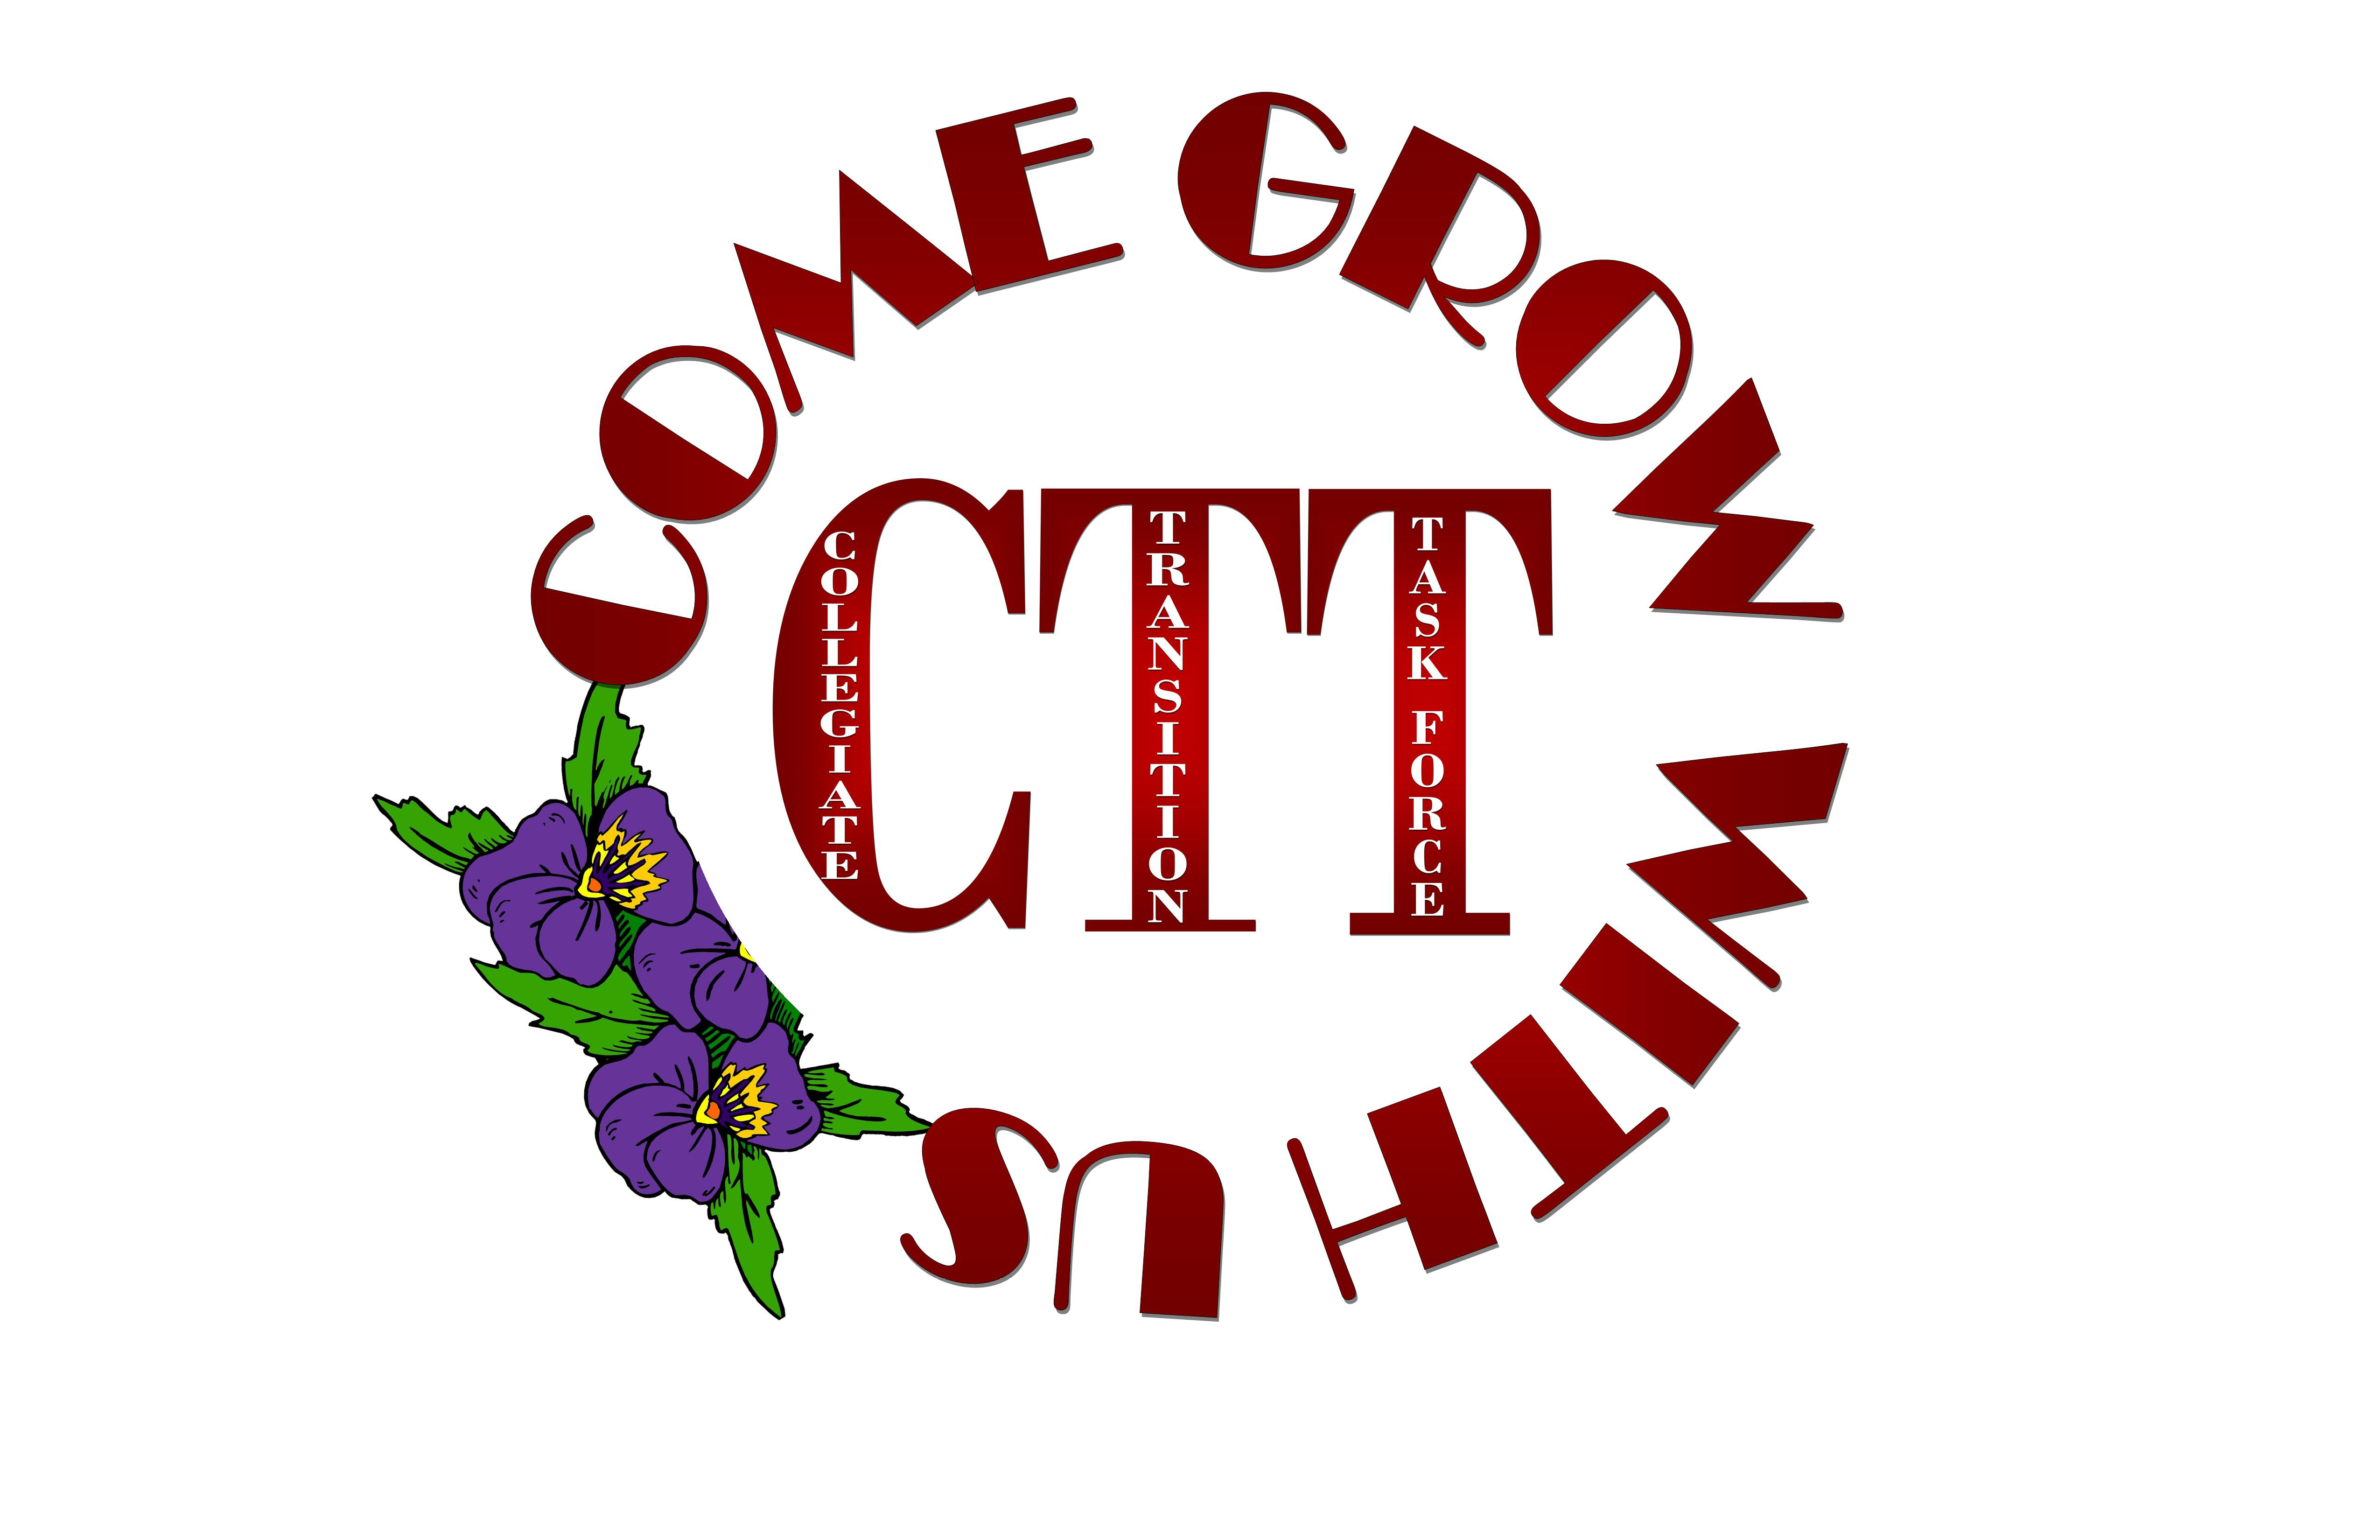 COME GROW WITH US
CTT
COLLEGIATE
TRANSITION
TASK FORCE